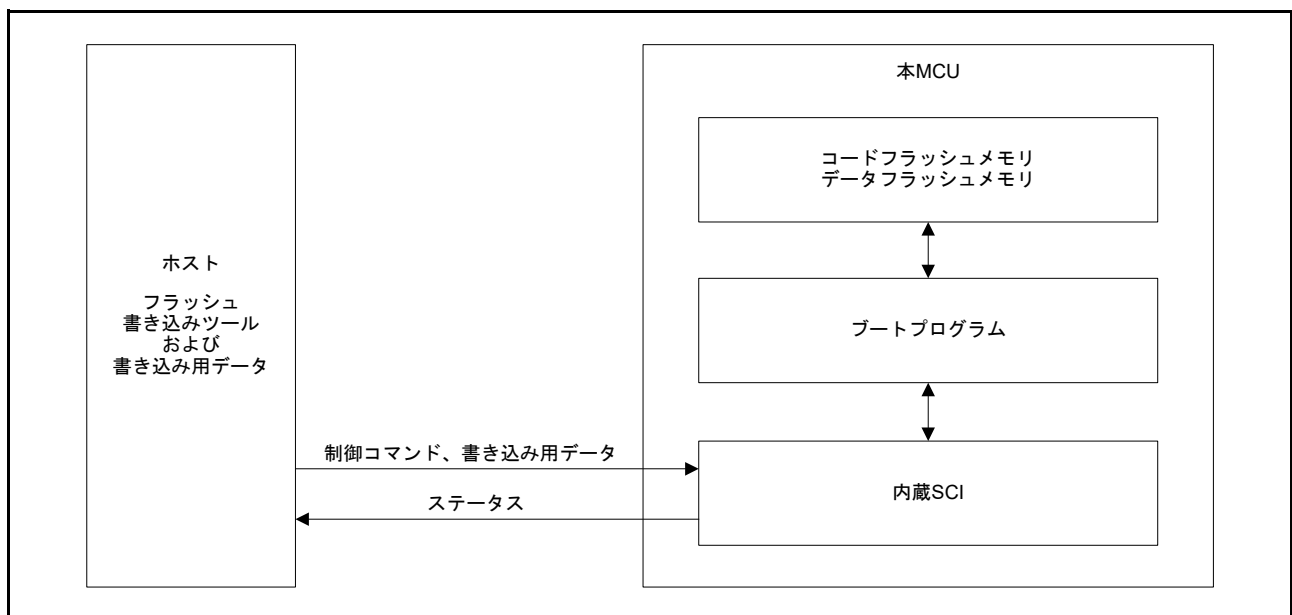 ホスト
フラッシュ
書き込みツール
および
書き込み用データ
制御コマンド、書き込み用データ
ステータス
本MCU
コードフラッシュメモリ
データフラッシュメモリ
ブートプログラム
内蔵SCI